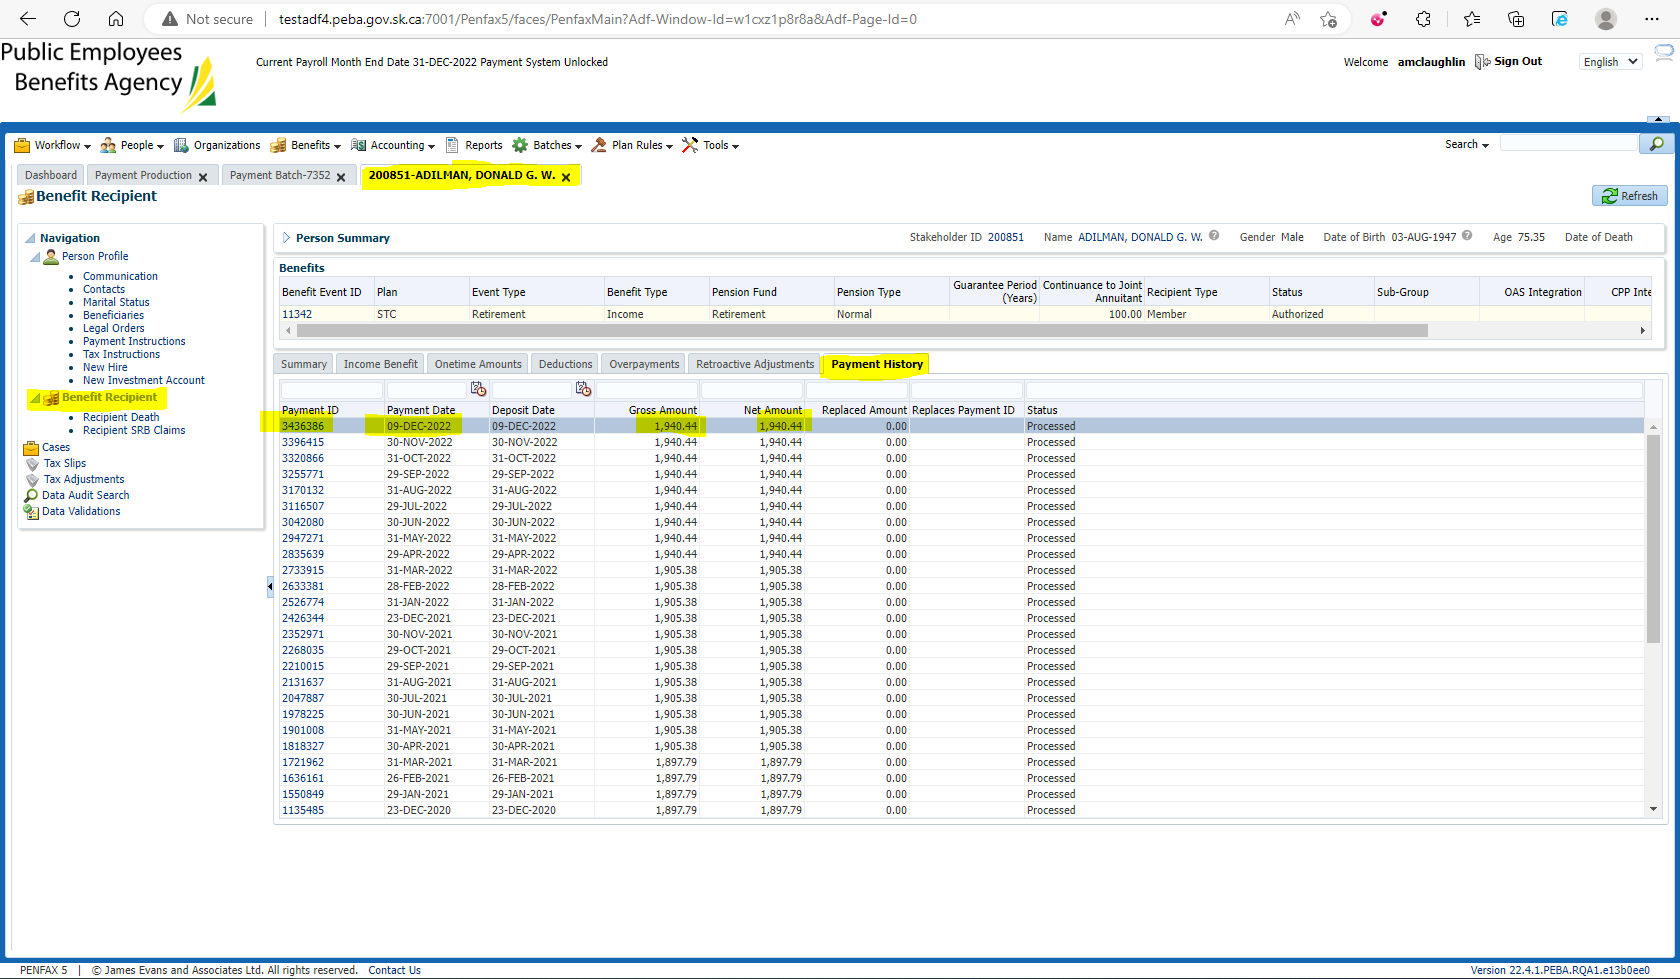 Not secure testadf4.peba.gov.sk.ca:7001/Penfax5/faces/PenfaxMain?Adf-Window-Id=w1cxz1p8r8a&Adf-Page-Id=0
Public Employees
Benefits Agency
Current Payroll Month End Date 31-DEC-2022 Payment System Unlocked
Welcome amclaughlin Sign Out English
Workflow People Organizations Benefits Accounting Reports Batches Plan Rules Tools Search
Dashboard Payment Production Payment Batch-7352 200851-ADILMAN, DONALD G. W.
Benefit Recipient Refresh
Navigation
Person Profile
Communication
Contacts
Marital Status
Beneficiaries
Legal Orders
Payment Instructions
Tax Instructions
New Hire
New Investment Account
Benefit Recipient
Recipient Death
Recipient SRB Claims
Cases
Tax Slips
Tax Adjustments
Data Audit Search
Data Validations
Person Summary Stakeholder ID 200851 Name ADILMAN, DONALD G. W. Gender Male Date of Birth 03-AUG-1947 Age 75.35 Date of Death
Benefits
Benefit Event ID Plan Event Type Benefit Type Pension Fund Pension Type Guarantee Period (Years) Continuance to Joint Annuitant Recipient Type Status Sub-Group OAS Integration CPP Inte
11342 STC Retirement Income Retirement Normal 100.00 Member Authorized
Summary Income Benefit Onetime Amounts Deductions Overpayments Retroactive Adjustments Payment History
Payment ID Payment Date Deposit Date Gross Amount Net Amount Replaced Amount Replaces Payment ID Status
3436386 09-DEC-2022 09-DEC-2022 1,940.44 1,940.44 0.00 Processed
3396415 30-NOV-2022 30-NOV-2022 1,940.44 1,940.44 0.00 Processed
3320866 31-OCT-2022 31-OCT-2022 1,940.44 1,940.44 0.00 Processed
3255771 29-SEP-2022 29-SEP-2022 1,940.44 1,940.44 0.00 Processed
3170132 31-AUG-2022 31-AUG-2022 1,940.44 1,940.44 0.00 Processed
3116507 29-JUL-2022 29-JUL-2022 1,940.44 1,940.44 0.00 Processed
3042080 30-JUN-2022 30-JUN-2022 1,940.44 1,940.44 0.00 Processed
2947271 31-MAY-2022 31-MAY-2022 1,940.44 1,940.44 0.00 Processed
2835639 29-APR-2022 29-APR-2022 1,940.44 1,940.44 0.00 Processed
2733915 31-MAR-2022 31-MAR-2022 1,905.38 1,905.38 0.00 Processed
2633381 28-FEB-2022 28-FEB-2022 1,905.38 1,905.38 0.00 Processed
2526774 31-JAN-2022 31-JAN-2022 1,905.38 1,905.38 0.00 Processed
2426344 23-DEC-2021 23-DEC-2021 1,905.38 1,905.38 0.00 Processed
2352971 30-NOV-2021 30-NOV-2021 1,905.38 1,905.38 0.00 Processed
2268035 29-OCT-2021 29-OCT-2021 1,905.38 1,905.38 0.00 Processed
2210015 29-SEP-2021 29-SEP-2021 1,905.38 1,905.38 0.00 Processed
2131637 31-AUG-2021 31-AUG-2021 1,905.38 1,905.38 0.00 Processed
2047887 30-JUL-2021 30-JUL-2021 1,905.38 1,905.38 0.00 Processed
1978225 30-JUN-2021 30-JUN-2021 1,905.38 1,905.38 0.00 Processed
1901008 31-MAY-2021 31-MAY-2021 1,905.38 1,905.38 0.00 Processed
1818327 30-APR-2021 30-APR-2021 1,905.38 1,905.38 0.00 Processed
1721962 31-MAR-2021 31-MAR-2021 1,897.79 1,897.79 0.00 Processed
1636161 26-FEB-2021 26-FEB-2021 1,897.79 1,897.79 0.00 Processed
1550849 29-JAN-2021 29-JAN-2021 1,897.79 1,897.79 0.00 Processed
1135485 23-DEC-2020 23-DEC-2020 1,897.79 1,897.79 0.00 Processed
PENFAX 5 | © James Evans and Associates Ltd. All rights reserved. Contact Us Version 22.4.1.PEBA.RQA1.e13b0ee0